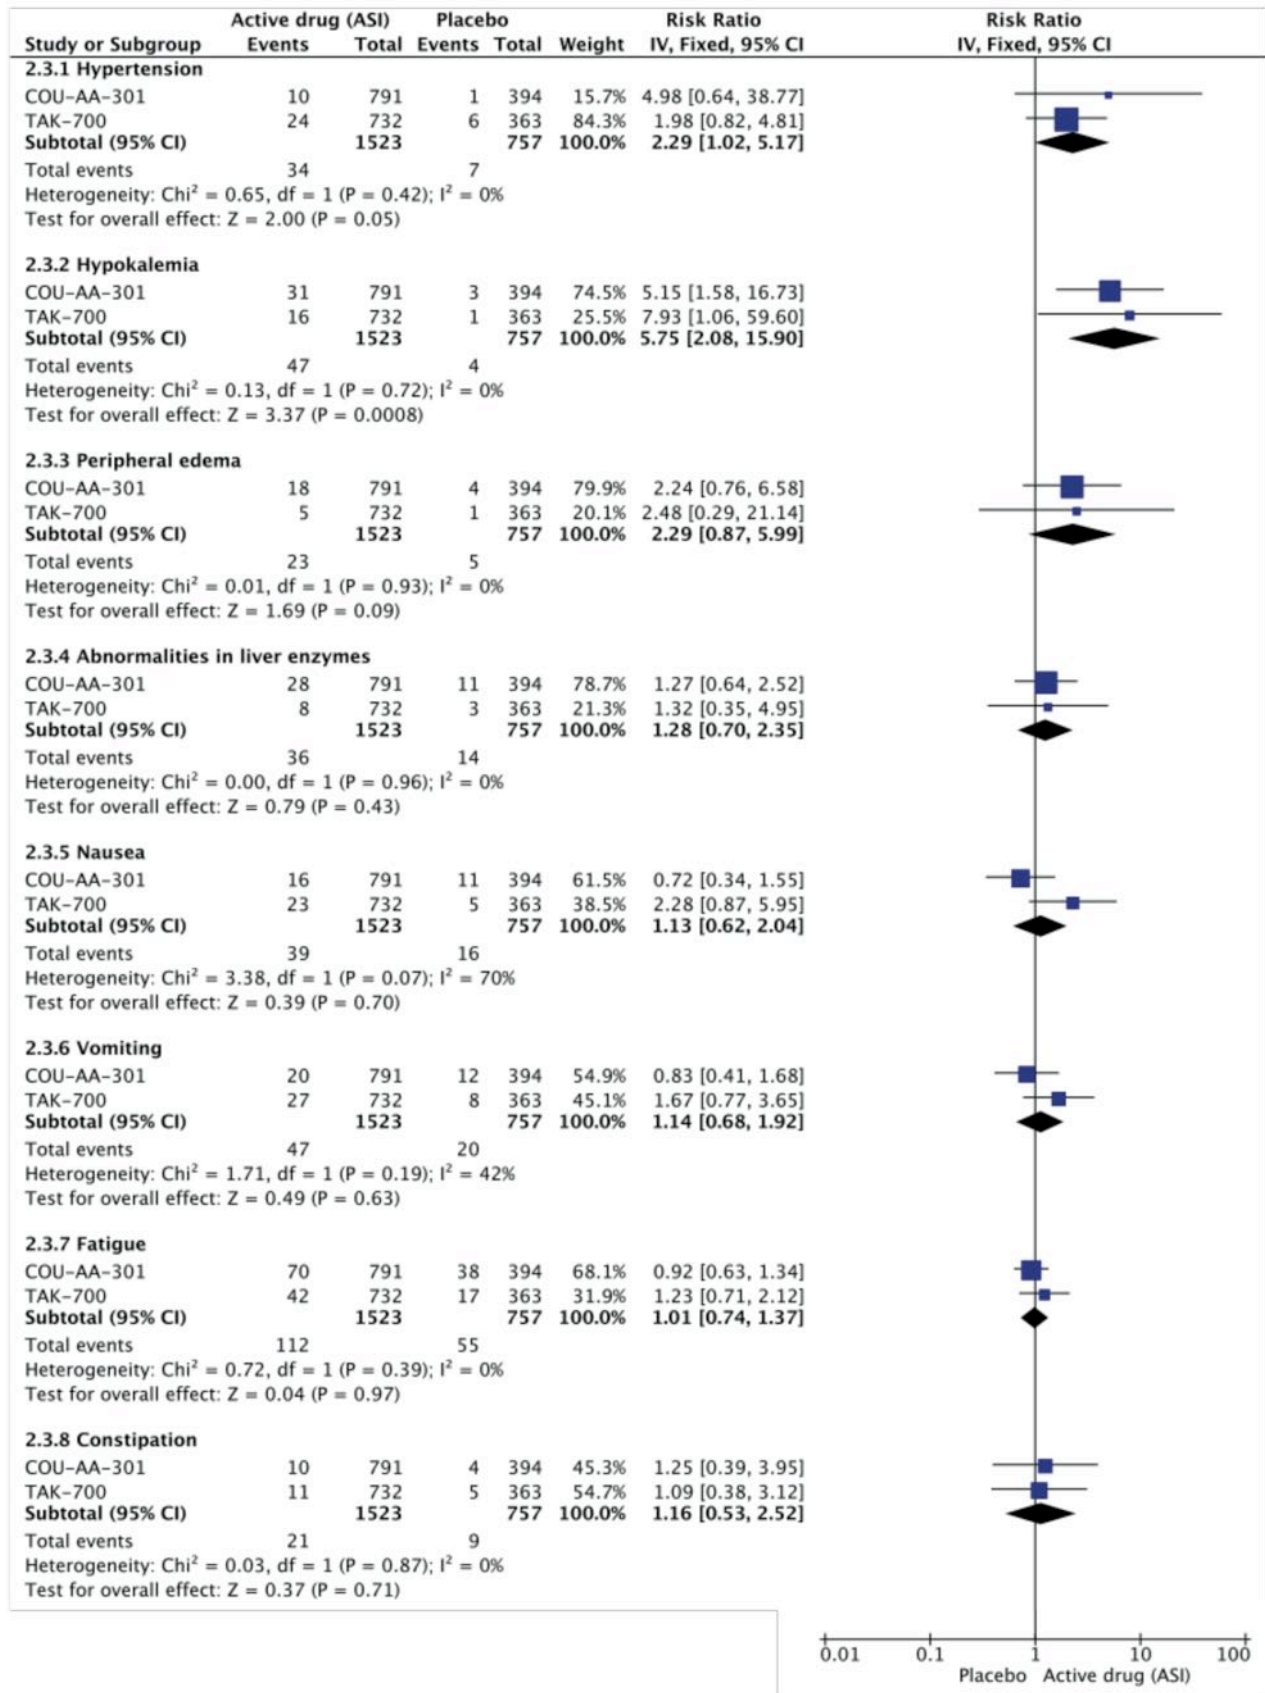 Active drug (ASI) Placebo Risk Ratio Risk Ratio
Study or Subgroup Events Total Events Total Weight IV, Fixed, 95% CI IV, Fixed, 95% CI
2.3.1 Hypertension
COU-AA-301 10 791 1 394 15.7% 4.98 [0.64, 38.77]
TAK-700 24 732 6 363 84.3% 1.98 [0.82, 4.81]
Subtotal (95% CI) 1523 757 100.0% 2.29 [1.02, 5.17]
Total events 34 7
Heterogeneity: Chi² = 0.65, df = 1 (P = 0.42); I² = 0%
Test for overall effect: Z = 2.00 (P = 0.05)
2.3.2 Hypokalemia
COU-AA-301 31 791 3 394 74.5% 5.15 [1.58, 16.73]
TAK-700 16 732 1 363 25.5% 7.93 [1.06, 59.60]
Subtotal (95% CI) 1523 757 100.0% 5.75 [2.08, 15.90]
Total events 47 4
Heterogeneity: Chi² = 0.13, df = 1 (P = 0.72); I² = 0%
Test for overall effect: Z = 3.37 (P = 0.0008)
2.3.3 Peripheral edema
COU-AA-301 18 791 4 394 79.9% 2.24 [0.76, 6.58]
TAK-700 5 732 1 363 20.1% 2.48 [0.29, 21.14]
Subtotal (95% CI) 1523 757 100.0% 2.29 [0.87, 5.99]
Total events 23 5
Heterogeneity: Chi² = 0.01, df = 1 (P = 0.93); I² = 0%
Test for overall effect: Z = 1.69 (P = 0.09)
2.3.4 Abnormalities in liver enzymes
COU-AA-301 28 791 11 394 78.7% 1.27 [0.64, 2.52]
TAK-700 8 732 3 363 21.3% 1.32 [0.35, 4.95]
Subtotal (95% CI) 1523 757 100.0% 1.28 [0.70, 2.35]
Total events 36 14
Heterogeneity: Chi² = 0.00, df = 1 (P = 0.96); I² = 0%
Test for overall effect: Z = 0.79 (P = 0.43)
2.3.5 Nausea
COU-AA-301 16 791 11 394 61.5% 0.72 [0.34, 1.55]
TAK-700 23 732 5 363 38.5% 2.28 [0.87, 5.95]
Subtotal (95% CI) 1523 757 100.0% 1.13 [0.62, 2.04]
Total events 39 16
Heterogeneity: Chi² = 3.38, df = 1 (P = 0.07); I² = 70%
Test for overall effect: Z = 0.39 (P = 0.70)
2.3.6 Vomiting
COU-AA-301 20 791 12 394 54.9% 0.83 [0.41, 1.68]
TAK-700 27 732 8 363 45.1% 1.67 [0.77, 3.65]
Subtotal (95% CI) 1523 757 100.0% 1.14 [0.68, 1.92]
Total events 47 20
Heterogeneity: Chi² = 1.71, df = 1 (P = 0.19); I² = 42%
Test for overall effect: Z = 0.49 (P = 0.63)
2.3.7 Fatigue
COU-AA-301 70 791 38 394 68.1% 0.92 [0.63, 1.34]
TAK-700 42 732 17 363 31.9% 1.23 [0.71, 2.12]
Subtotal (95% CI) 1523 757 100.0% 1.01 [0.74, 1.37]
Total events 112 55
Heterogeneity: Chi² = 0.72, df = 1 (P = 0.39); I² = 0%
Test for overall effect: Z = 0.04 (P = 0.97)
2.3.8 Constipation
COU-AA-301 10 791 4 394 45.3% 1.25 [0.39, 3.95]
TAK-700 11 732 5 363 54.7% 1.09 [0.38, 3.12]
Subtotal (95% CI) 1523 757 100.0% 1.16 [0.53, 2.52]
Total events 21 9
Heterogeneity: Chi² = 0.03, df = 1 (P = 0.87); I² = 0%
Test for overall effect: Z = 0.37 (P = 0.71)
0.01 0.1 1 10 100
Placebo Active drug (ASI)